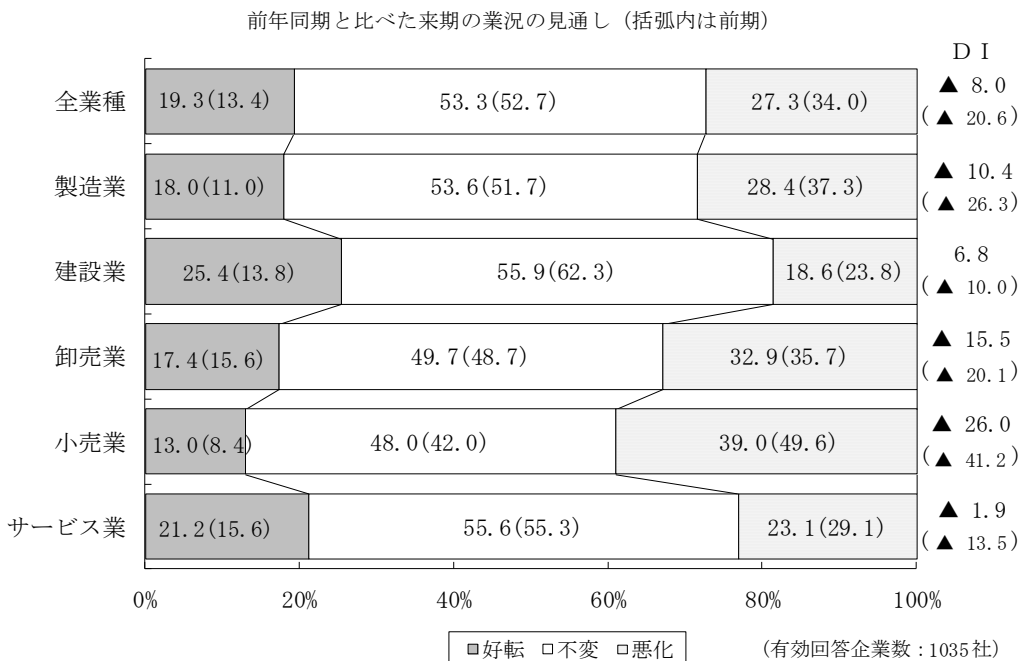 前年同期と比べた来期の業況の見通し（括弧内は前期）
ＤＩ
全業種 19.3(13.4) 53.3(52.7) 27.3(34.0) ▲ 8.0
(▲ 20.6)
製造業 18.0(11.0) 53.6(51.7) 28.4(37.3) ▲ 10.4
(▲ 26.3)
建設業 25.4(13.8) 55.9(62.3) 18.6(23.8) 6.8
(▲ 10.0)
卸売業 17.4(15.6) 49.7(48.7) 32.9(35.7) ▲ 15.5
(▲ 20.1)
小売業 13.0(8.4) 48.0(42.0) 39.0(49.6) ▲ 26.0
(▲ 41.2)
サービス業 21.2(15.6) 55.6(55.3) 23.1(29.1) ▲ 1.9
(▲ 13.5)
0% 20% 40% 60% 80% 100%
好転 不変 悪化 (有効回答企業数：1035社)